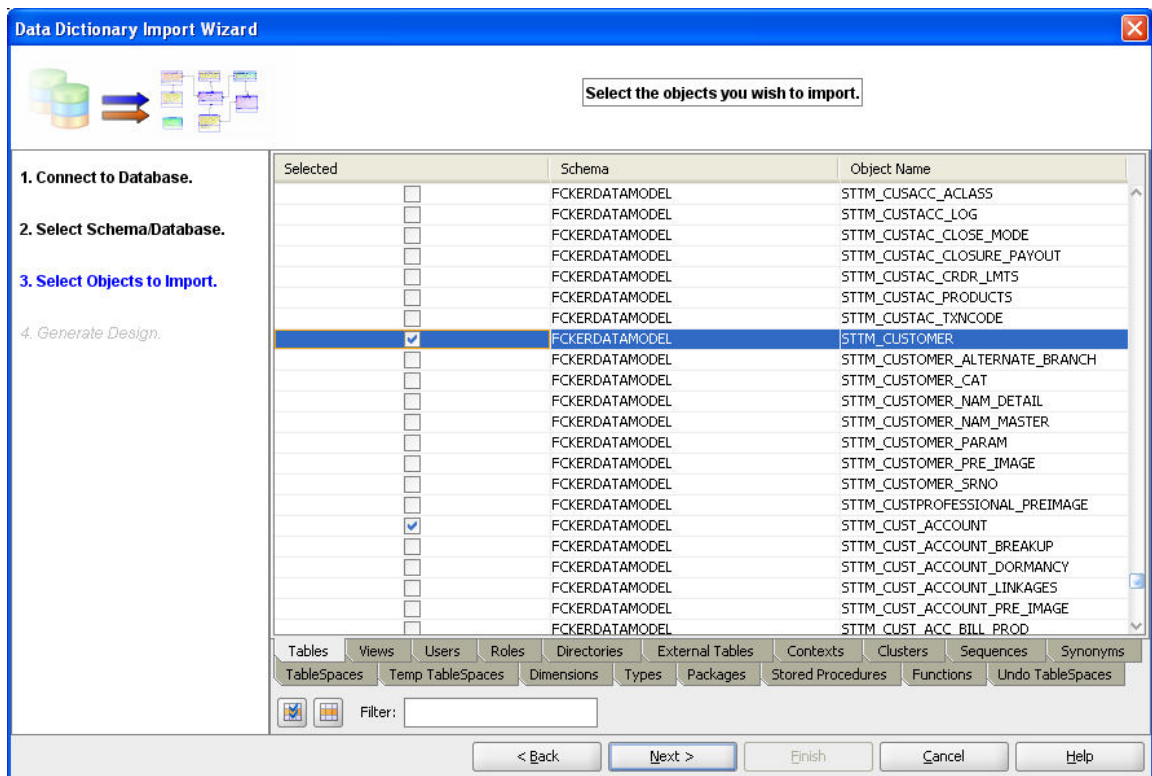 Data Dictionary Import Wizard
Select the objects you wish to import.
1. Connect to Database.
2. Select Schema/Database.
3. Select Objects to Import.
4. Generate Design.
Selected Schema Object Name
FCKERDATAMODEL STTM_CUSACC_ACLASS
FCKERDATAMODEL STTM_CUSTACC_LOG
FCKERDATAMODEL STTM_CUSTAC_CLOSE_MODE
FCKERDATAMODEL STTM_CUSTAC_CLOSURE_PAYOUT
FCKERDATAMODEL STTM_CUSTAC_CRDR_LMTS
FCKERDATAMODEL STTM_CUSTAC_PRODUCTS
FCKERDATAMODEL STTM_CUSTAC_TXNCODE
FCKERDATAMODEL STTM_CUSTOMER
FCKERDATAMODEL STTM_CUSTOMER_ALTERNATE_BRANCH
FCKERDATAMODEL STTM_CUSTOMER_CAT
FCKERDATAMODEL STTM_CUSTOMER_NAM_DETAIL
FCKERDATAMODEL STTM_CUSTOMER_NAM_MASTER
FCKERDATAMODEL STTM_CUSTOMER_PARAM
FCKERDATAMODEL STTM_CUSTOMER_PRE_IMAGE
FCKERDATAMODEL STTM_CUSTOMER_SRNO
FCKERDATAMODEL STTM_CUSTPROFESSIONAL_PREIMAGE
FCKERDATAMODEL STTM_CUST_ACCOUNT
FCKERDATAMODEL STTM_CUST_ACCOUNT_BREAKUP
FCKERDATAMODEL STTM_CUST_ACCOUNT_DORMANCY
FCKERDATAMODEL STTM_CUST_ACCOUNT_LINKAGES
FCKERDATAMODEL STTM_CUST_ACCOUNT_PRE_IMAGE
FCKERDATAMODEL STTM_CUST_ACC_BILL_PROD
Tables Views Users Roles Directories External Tables Contexts Clusters Sequences Synonyms
TableSpaces Temp TableSpaces Dimensions Types Packages Stored Procedures Functions Undo TableSpaces
Filter:
< Back Next > Finish Cancel Help